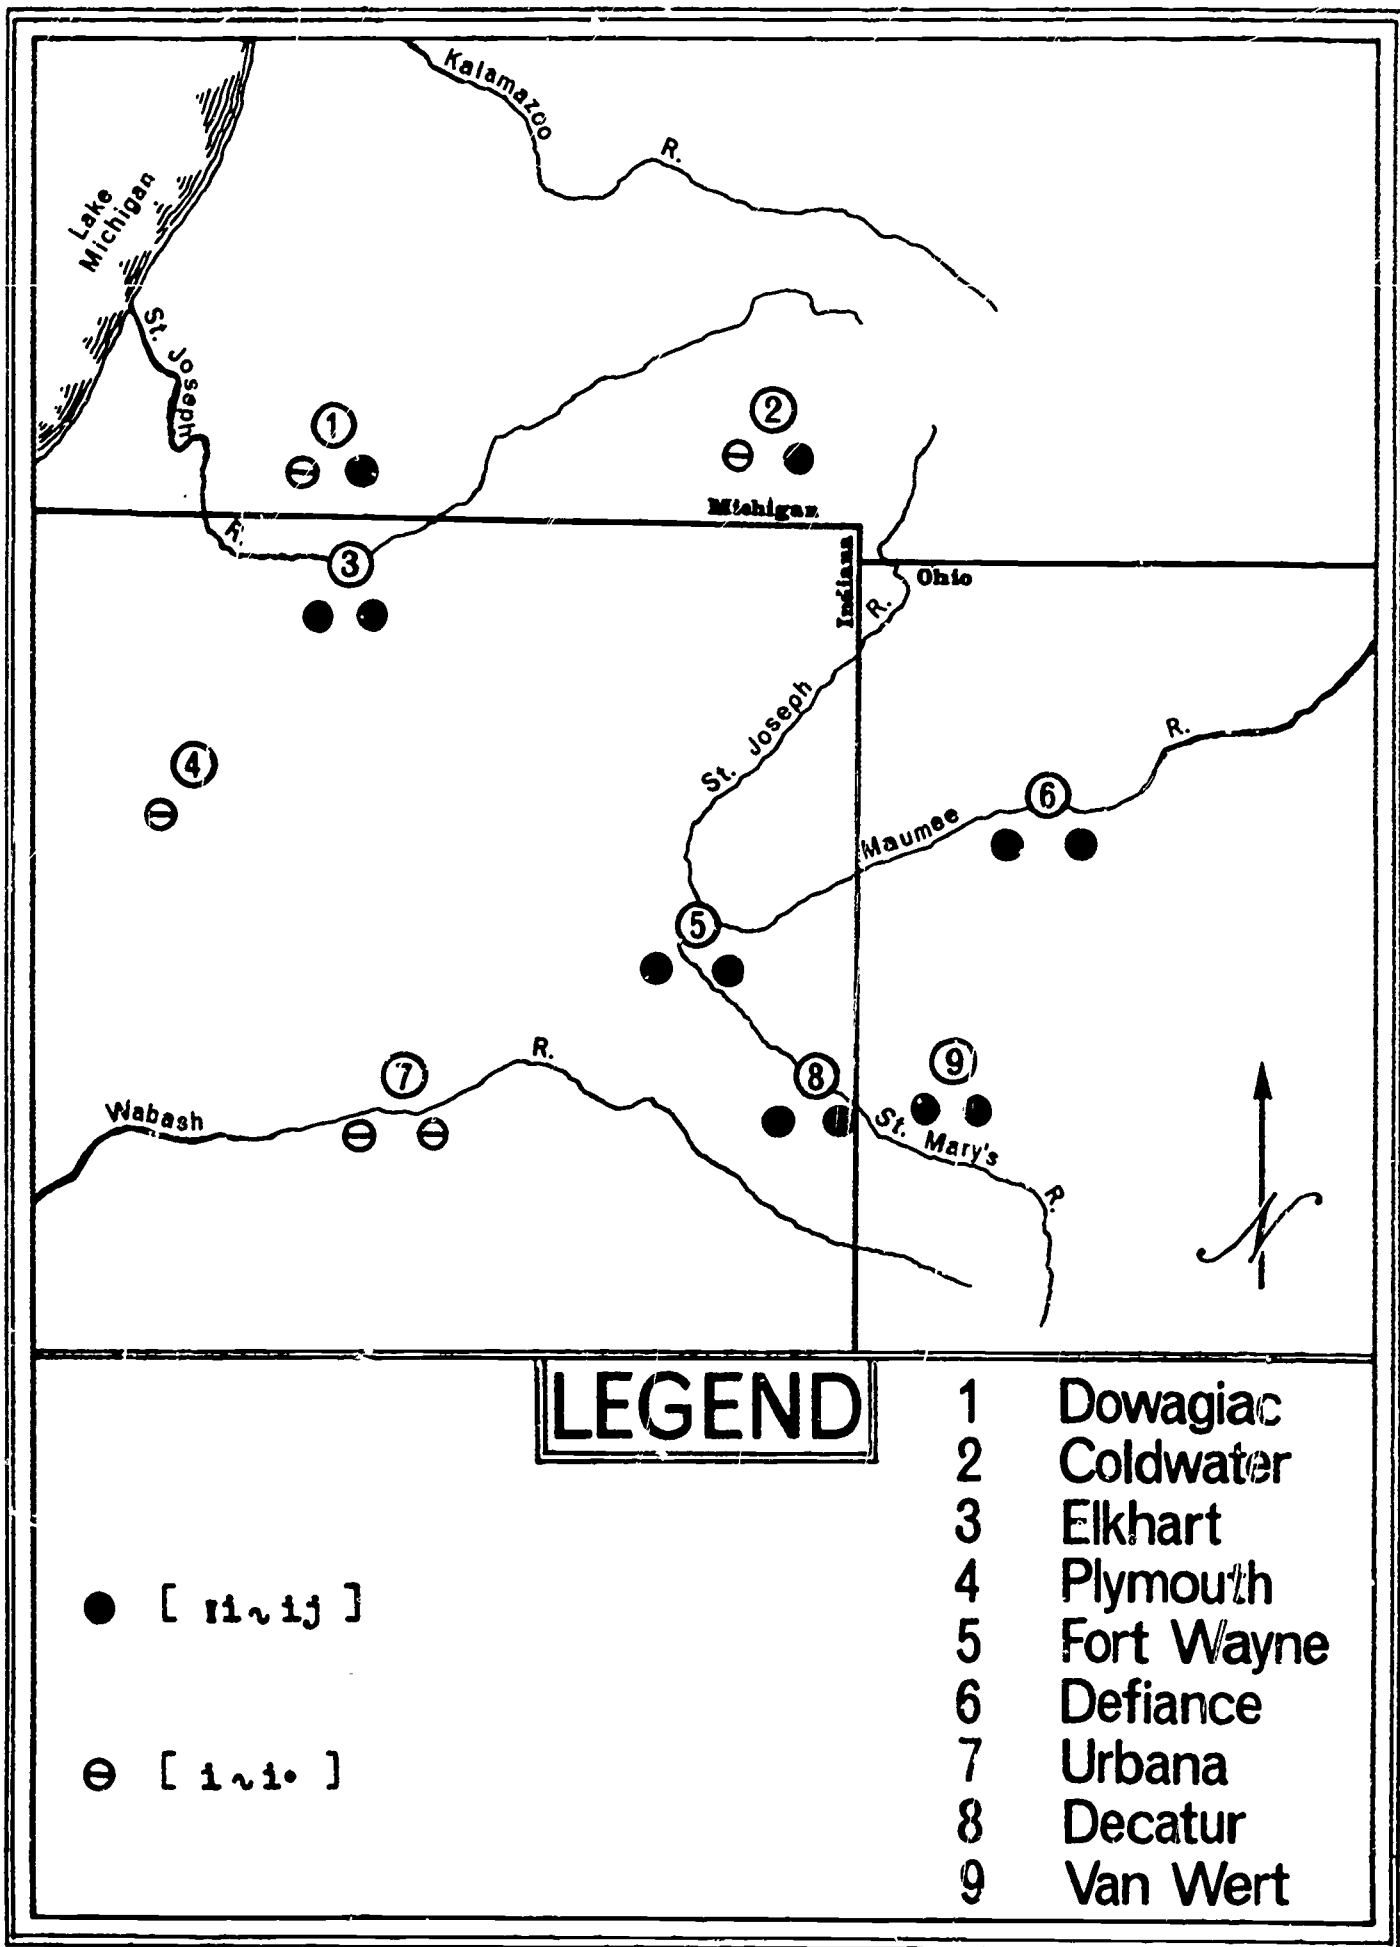 Kalamazoo R.
Lake
Michigan
St. Joseph R.
1
2
Michigan
3
Indiana
Ohio
R.
St. Joseph
4
R.
6
Maumee
5
R.
7
8
9
Wabash
St. Mary's R.
N
LEGEND
1 Dowagiac
2 Coldwater
3 Elkhart
4 Plymouth
5 Fort Wayne
6 Defiance
7 Urbana
8 Decatur
9 Van Wert
[ ɪi~ij ]
[ i~i• ]